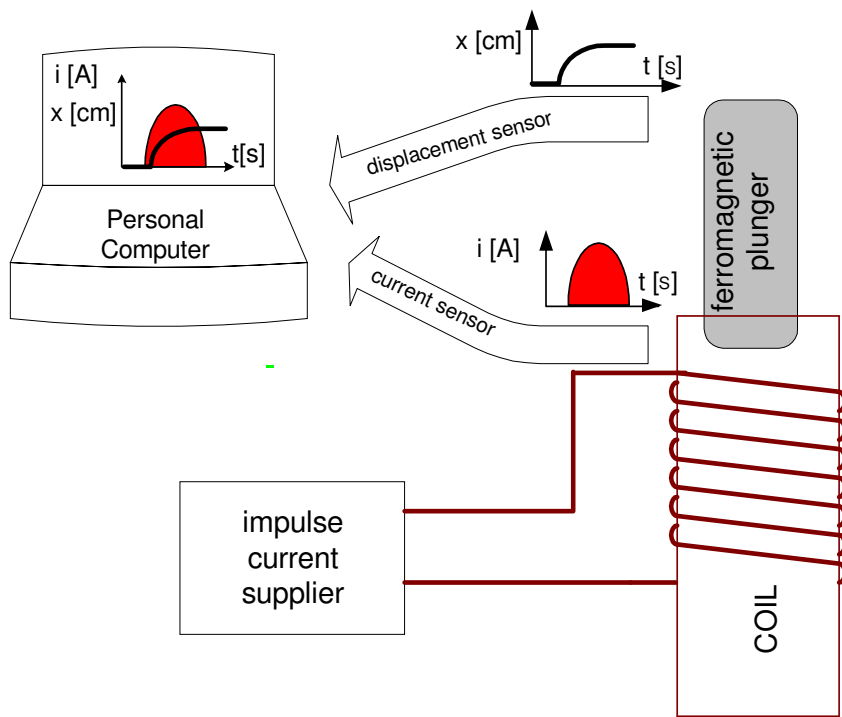 i [A]
x [cm]
t[s]
Personal
Computer
x [cm]
t [s]
displacement sensor
i [A]
t [s]
current sensor
ferromagnetic
plunger
impulse
current
supplier
COIL